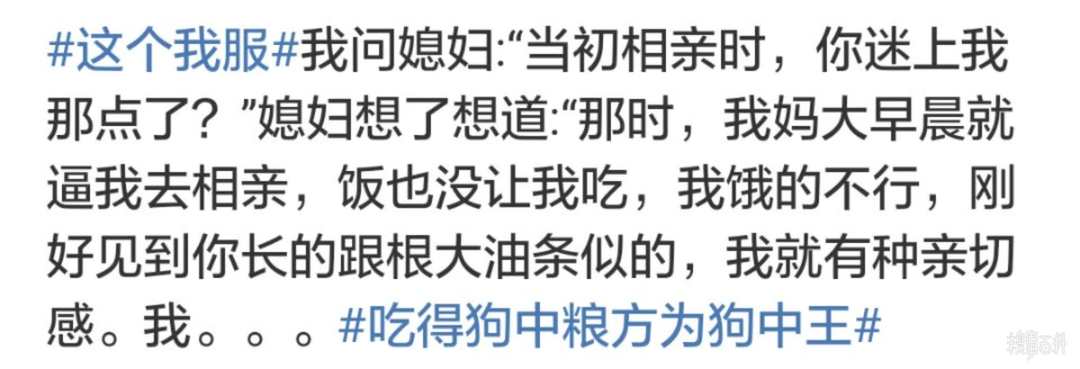 #这个我服#我问媳妇:“当初相亲时，你迷上我
那点了？”媳妇想了想道:“那时，我妈大早晨就
逼我去相亲，饭也没让我吃，我饿的不行，刚
好见到你长的跟根大油条似的，我就有种亲切
感。我。。。#吃得狗中粮方为狗中王#